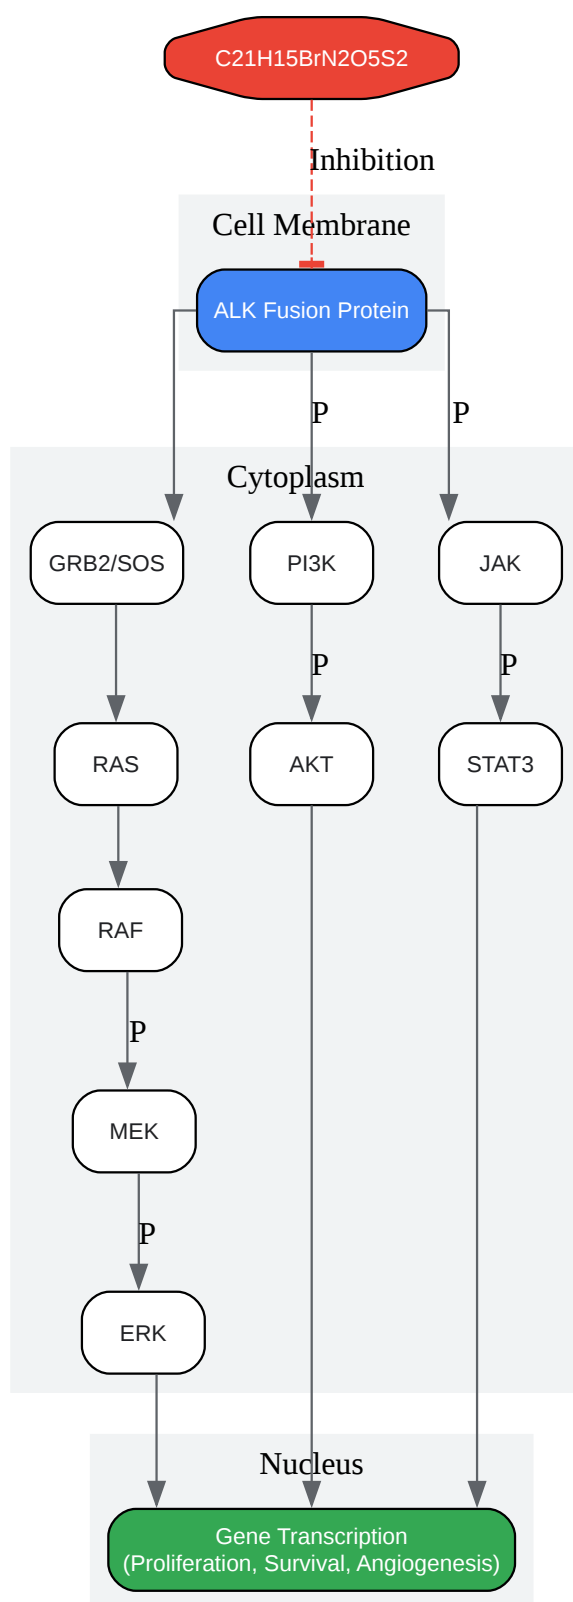 C21H15BrN2O5S2
Inhibition
Cell Membrane
ALK Fusion Protein
P
P
Cytoplasm
GRB2/SOS
PI3K
JAK
P
P
RAS
AKT
STAT3
RAF
P
MEK
P
ERK
Nucleus
Gene Transcription
(Proliferation, Survival, Angiogenesis)